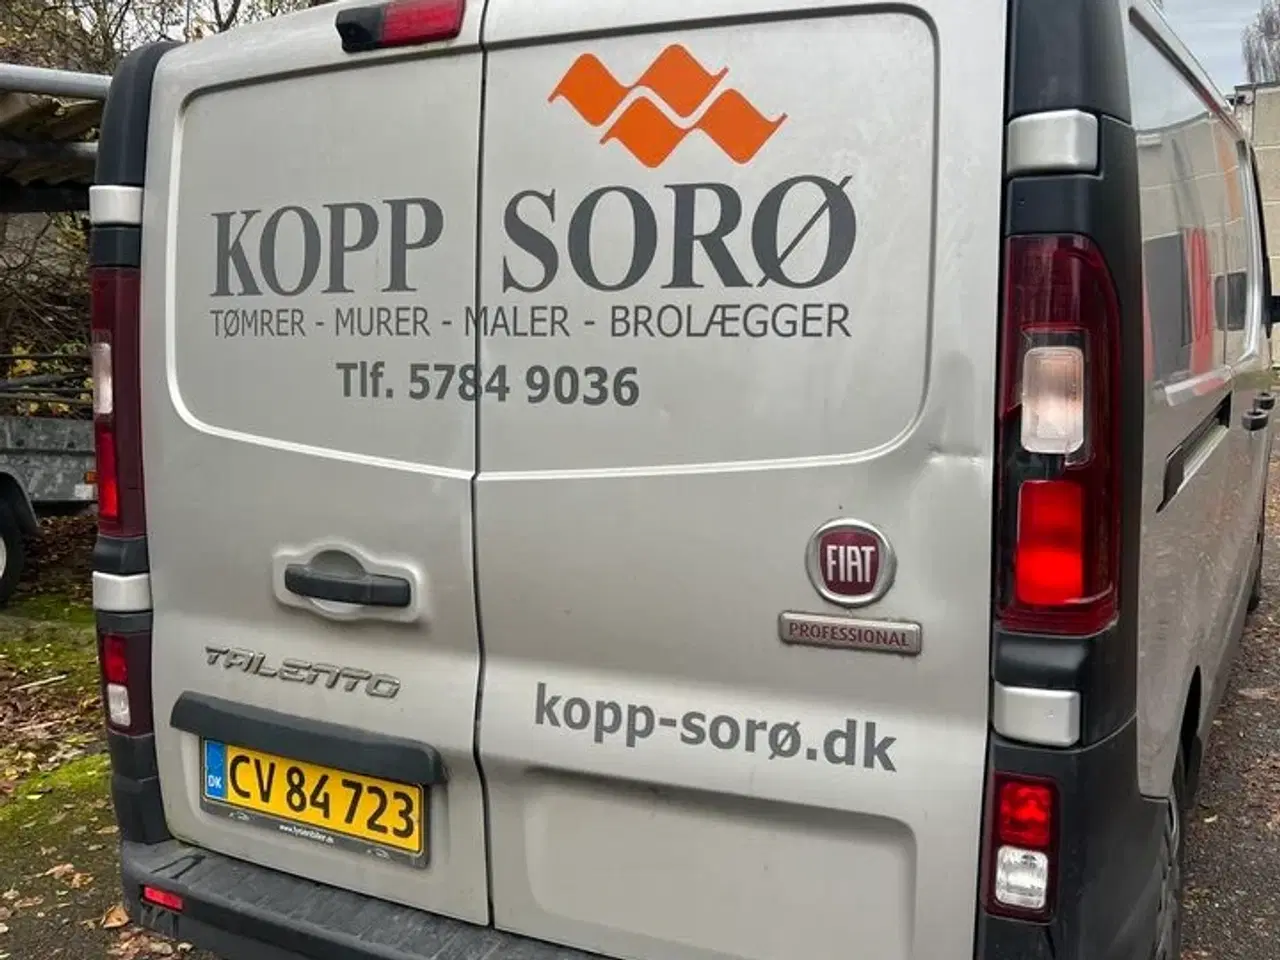 KOPP SORØ
TØMRER - MURER - MALER - BROLÆGGER
Tlf. 5784 9036
FIAT
PROFESSIONAL
TALENTO
kopp-sorø.dk
DK CV 84 723